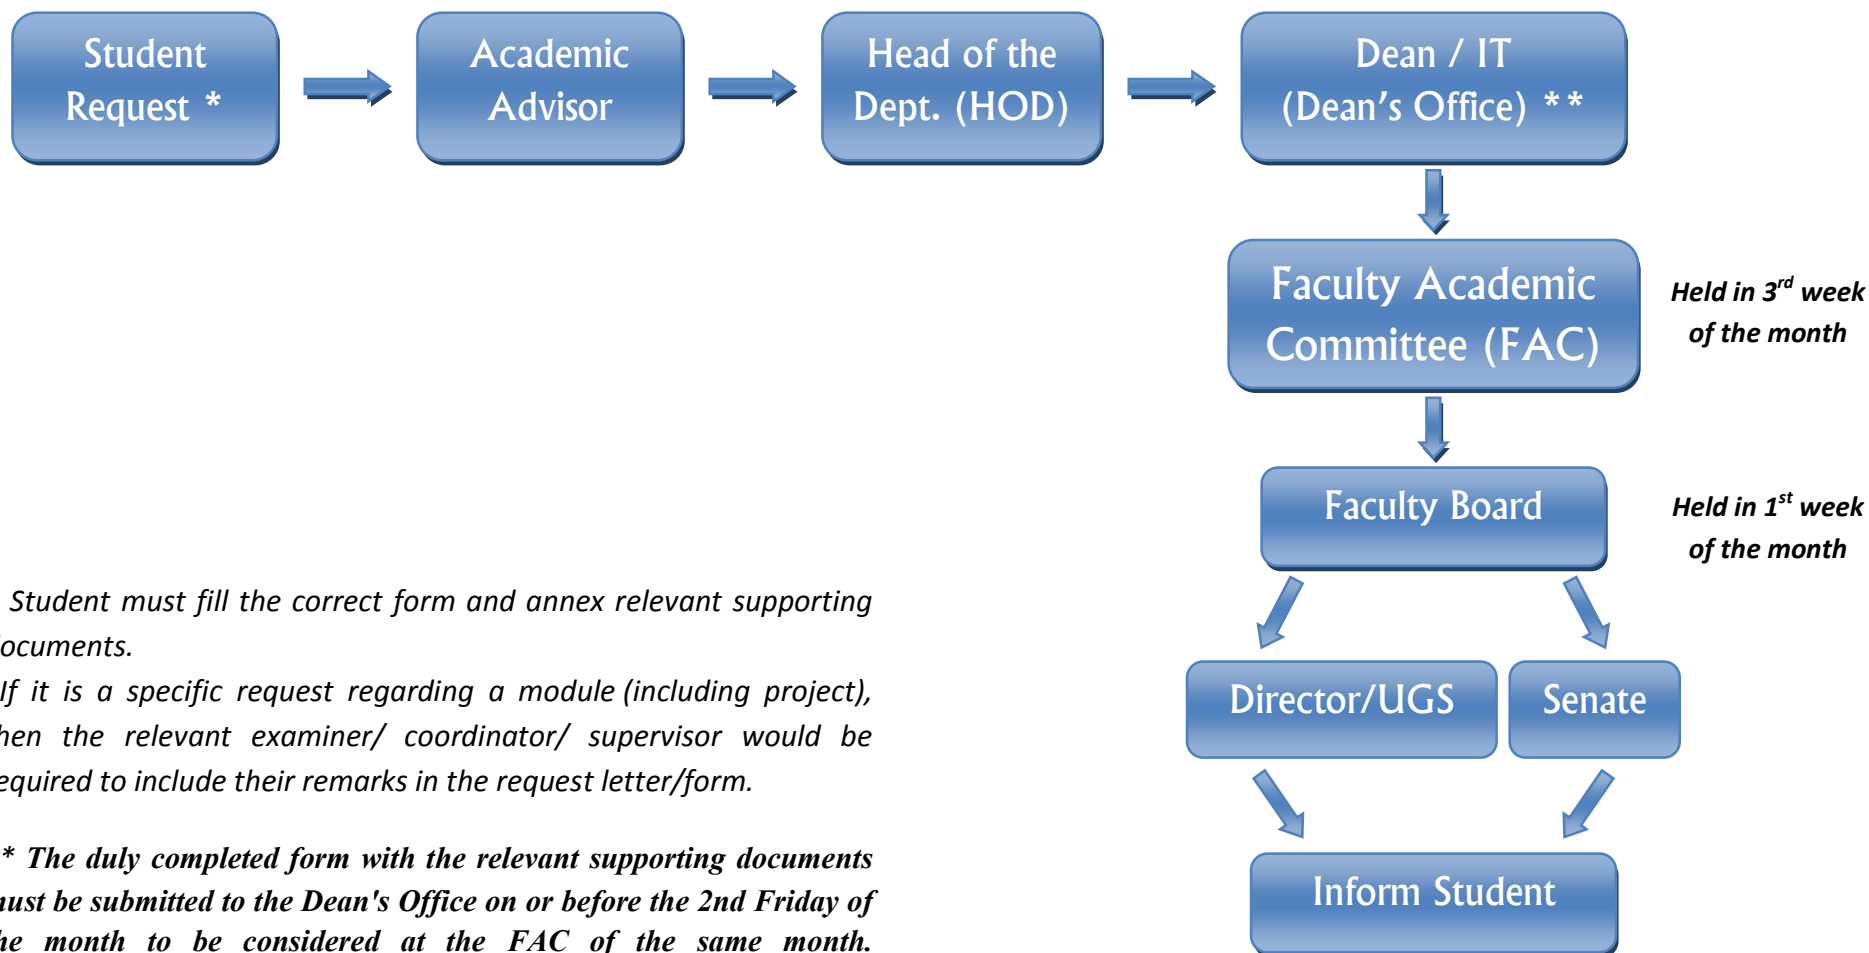 Student
Request *
Academic
Advisor
Head of the
Dept. (HOD)
Dean / IT
(Dean's Office) **
Faculty Academic
Committee (FAC)
Held in 3rd week
of the month
Faculty Board
Held in 1st week
of the month
Director/UGS
Senate
Inform Student
Student must fill the correct form and annex relevant supporting
ocuments.
If it is a specific request regarding a module (including project),
hen the relevant examiner/ coordinator/ supervisor would be
equired to include their remarks in the request letter/form.
* The duly completed form with the relevant supporting documents
ust be submitted to the Dean's Office on or before the 2nd Friday of
he month to be considered at the FAC of the same month.